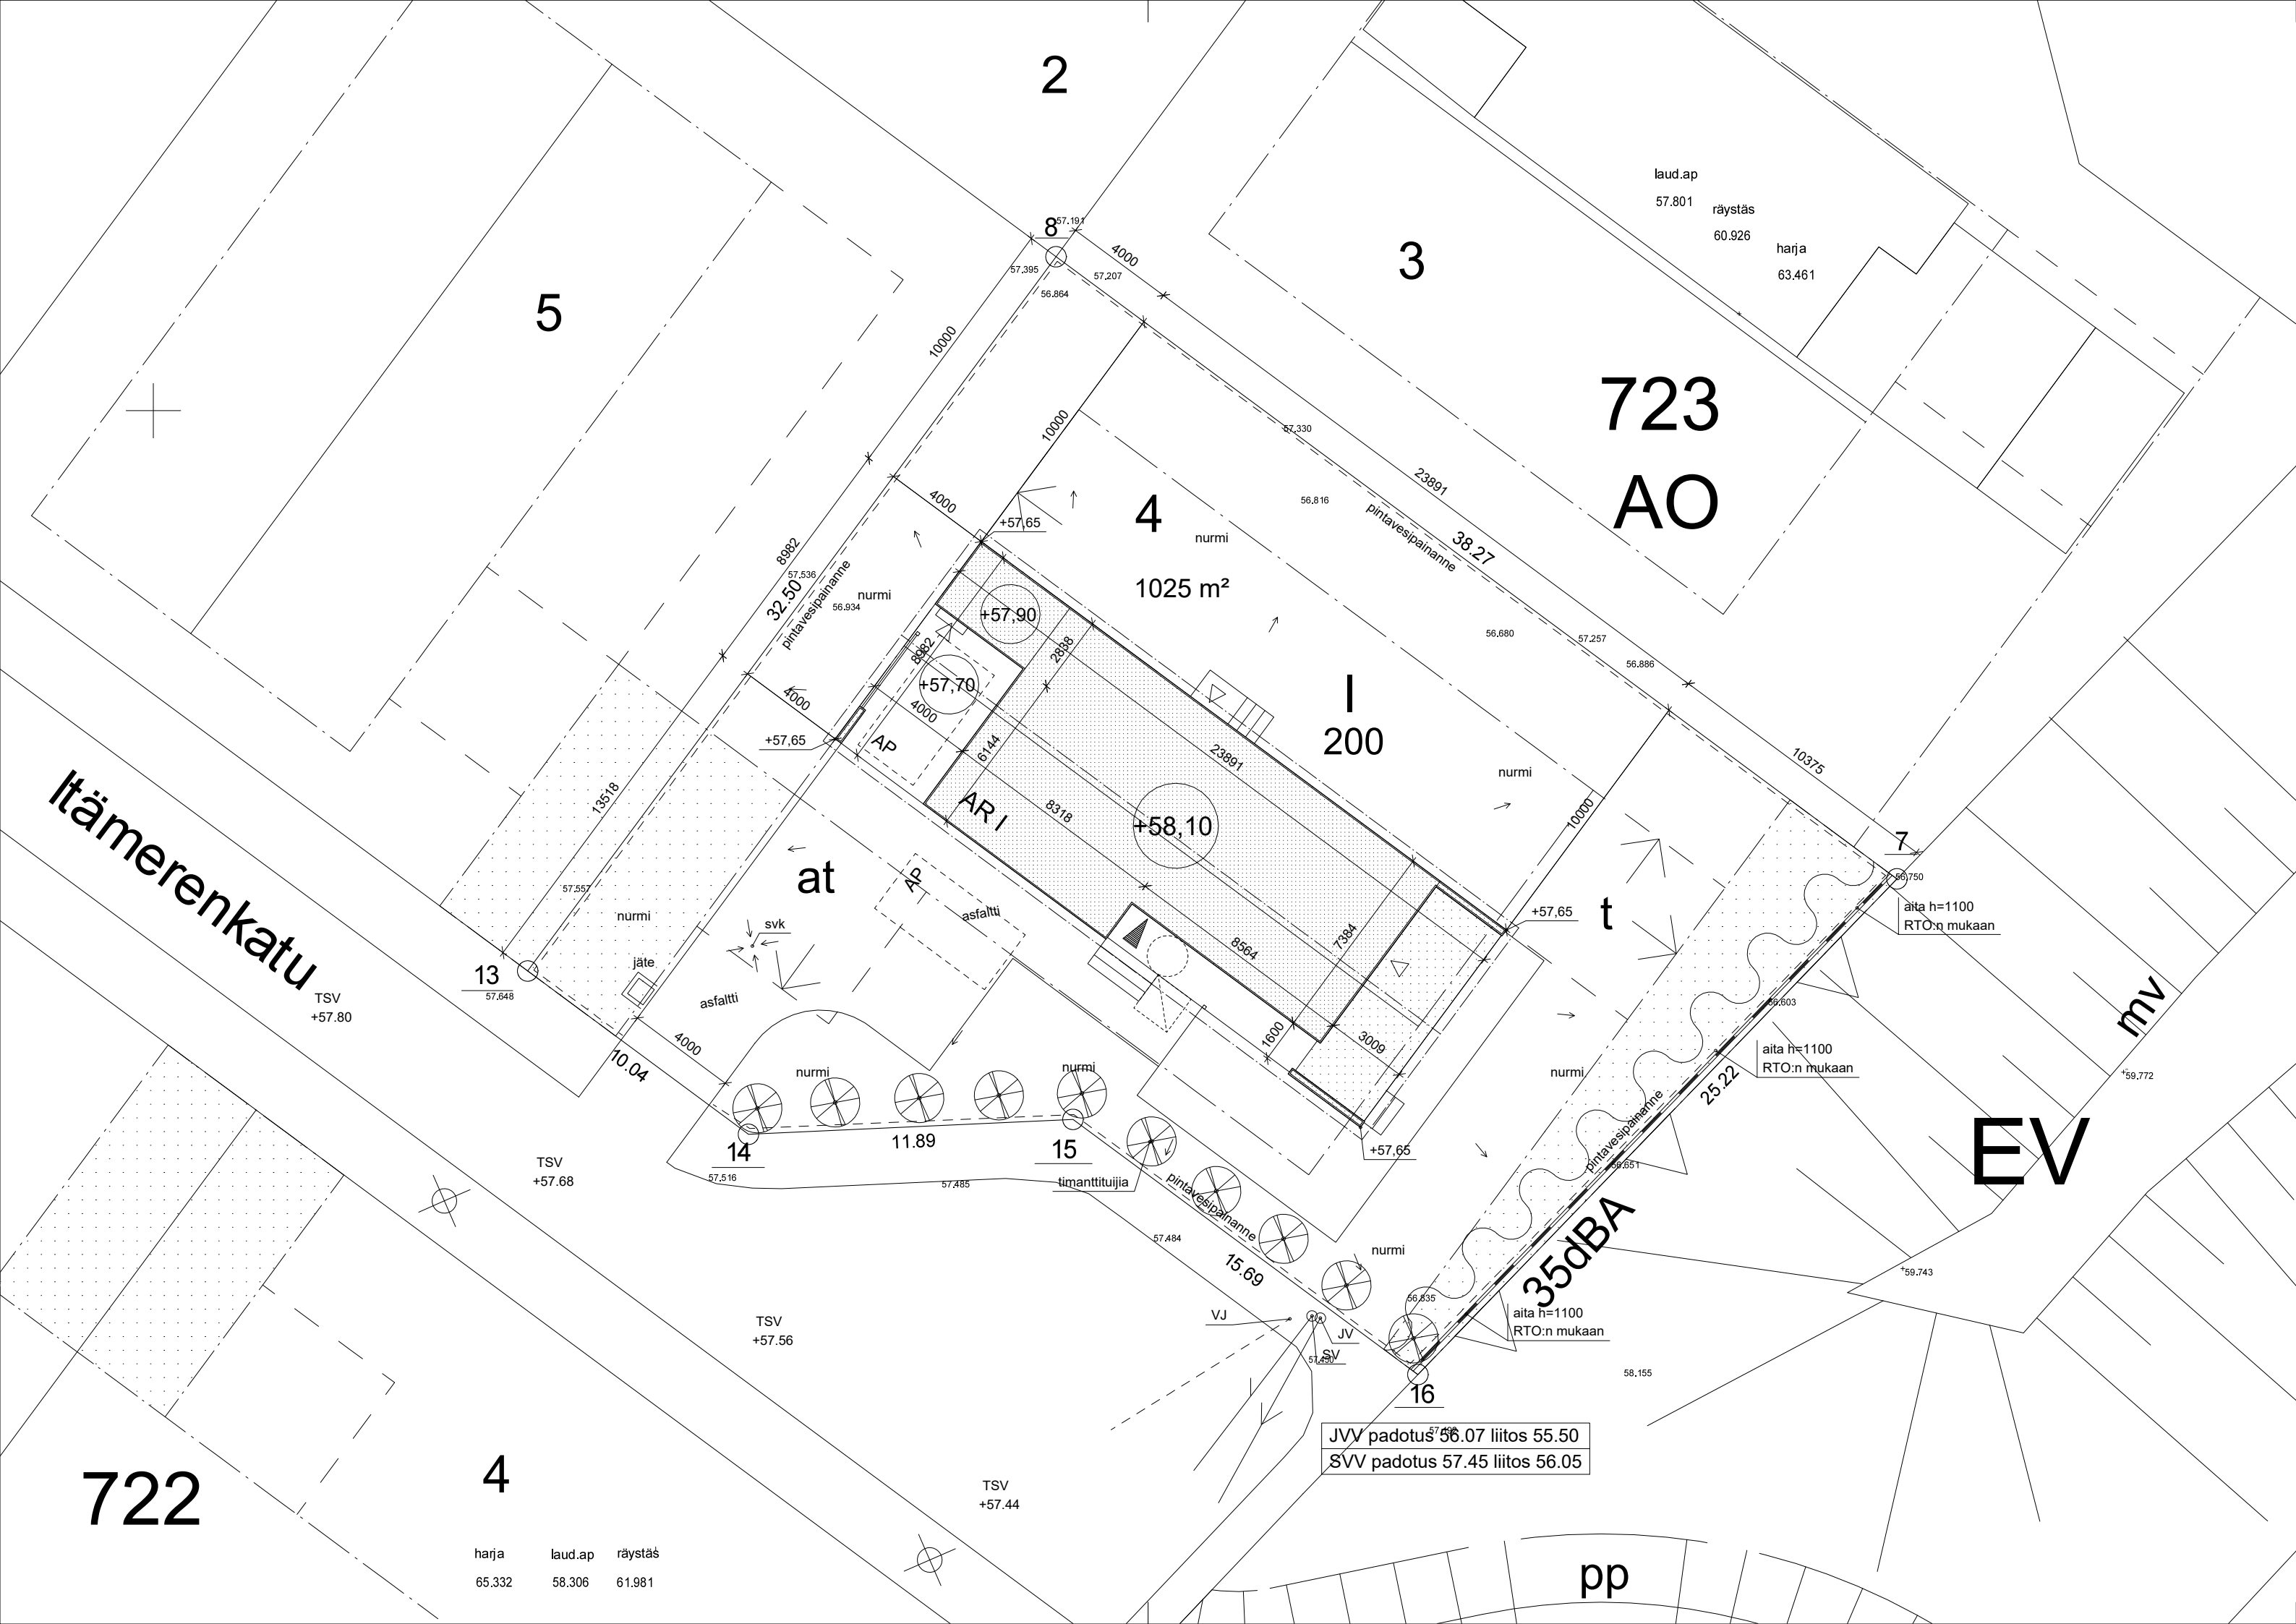 2
laud.ap
57.801
räystäs
60.926
harja
63.461
8
57.191
4000
57.395
57.207
56.864
3
5
10000
723
AO
10000
57.330
23891
4000
56.816
pintavesipainanne
38.27
4
nurmi
+57,65
8982
57.536
32.50
pintavesipainanne
nurmi
56.934
1025 m²
+57,90
56.680
57.257
56.886
2838
8982
+57,70
4000
4000
I
200
+57,65
AP
6144
23891
10375
nurmi
13518
AR I
8318
+58,10
10000
Itämerenkatu
7
56.750
aita h=1100
RTO:n mukaan
at
AP
57.557
nurmi
svk
asfaltti
t
+57,65
7384
8564
jäte
13
57.648
TSV
+57.80
asfaltti
mv
56.603
4000
10.04
1600
3009
aita h=1100
RTO:n mukaan
nurmi
nurmi
nurmi
25.22
59.772
pintavesipainanne
EV
11.89
14
15
+57,65
57.516
57.485
timanttituijia
56.651
TSV
+57.68
pintavesipainanne
57.484
nurmi
15.69
35dBA
59.743
56.835
VJ
JV
SV
57.450
aita h=1100
RTO:n mukaan
TSV
+57.56
58.155
16
JVV padotus 56.07 liitos 55.50
SVV padotus 57.45 liitos 56.05
4
722
TSV
+57.44
harja
laud.ap
räystäs
65.332
58.306
61.981
pp